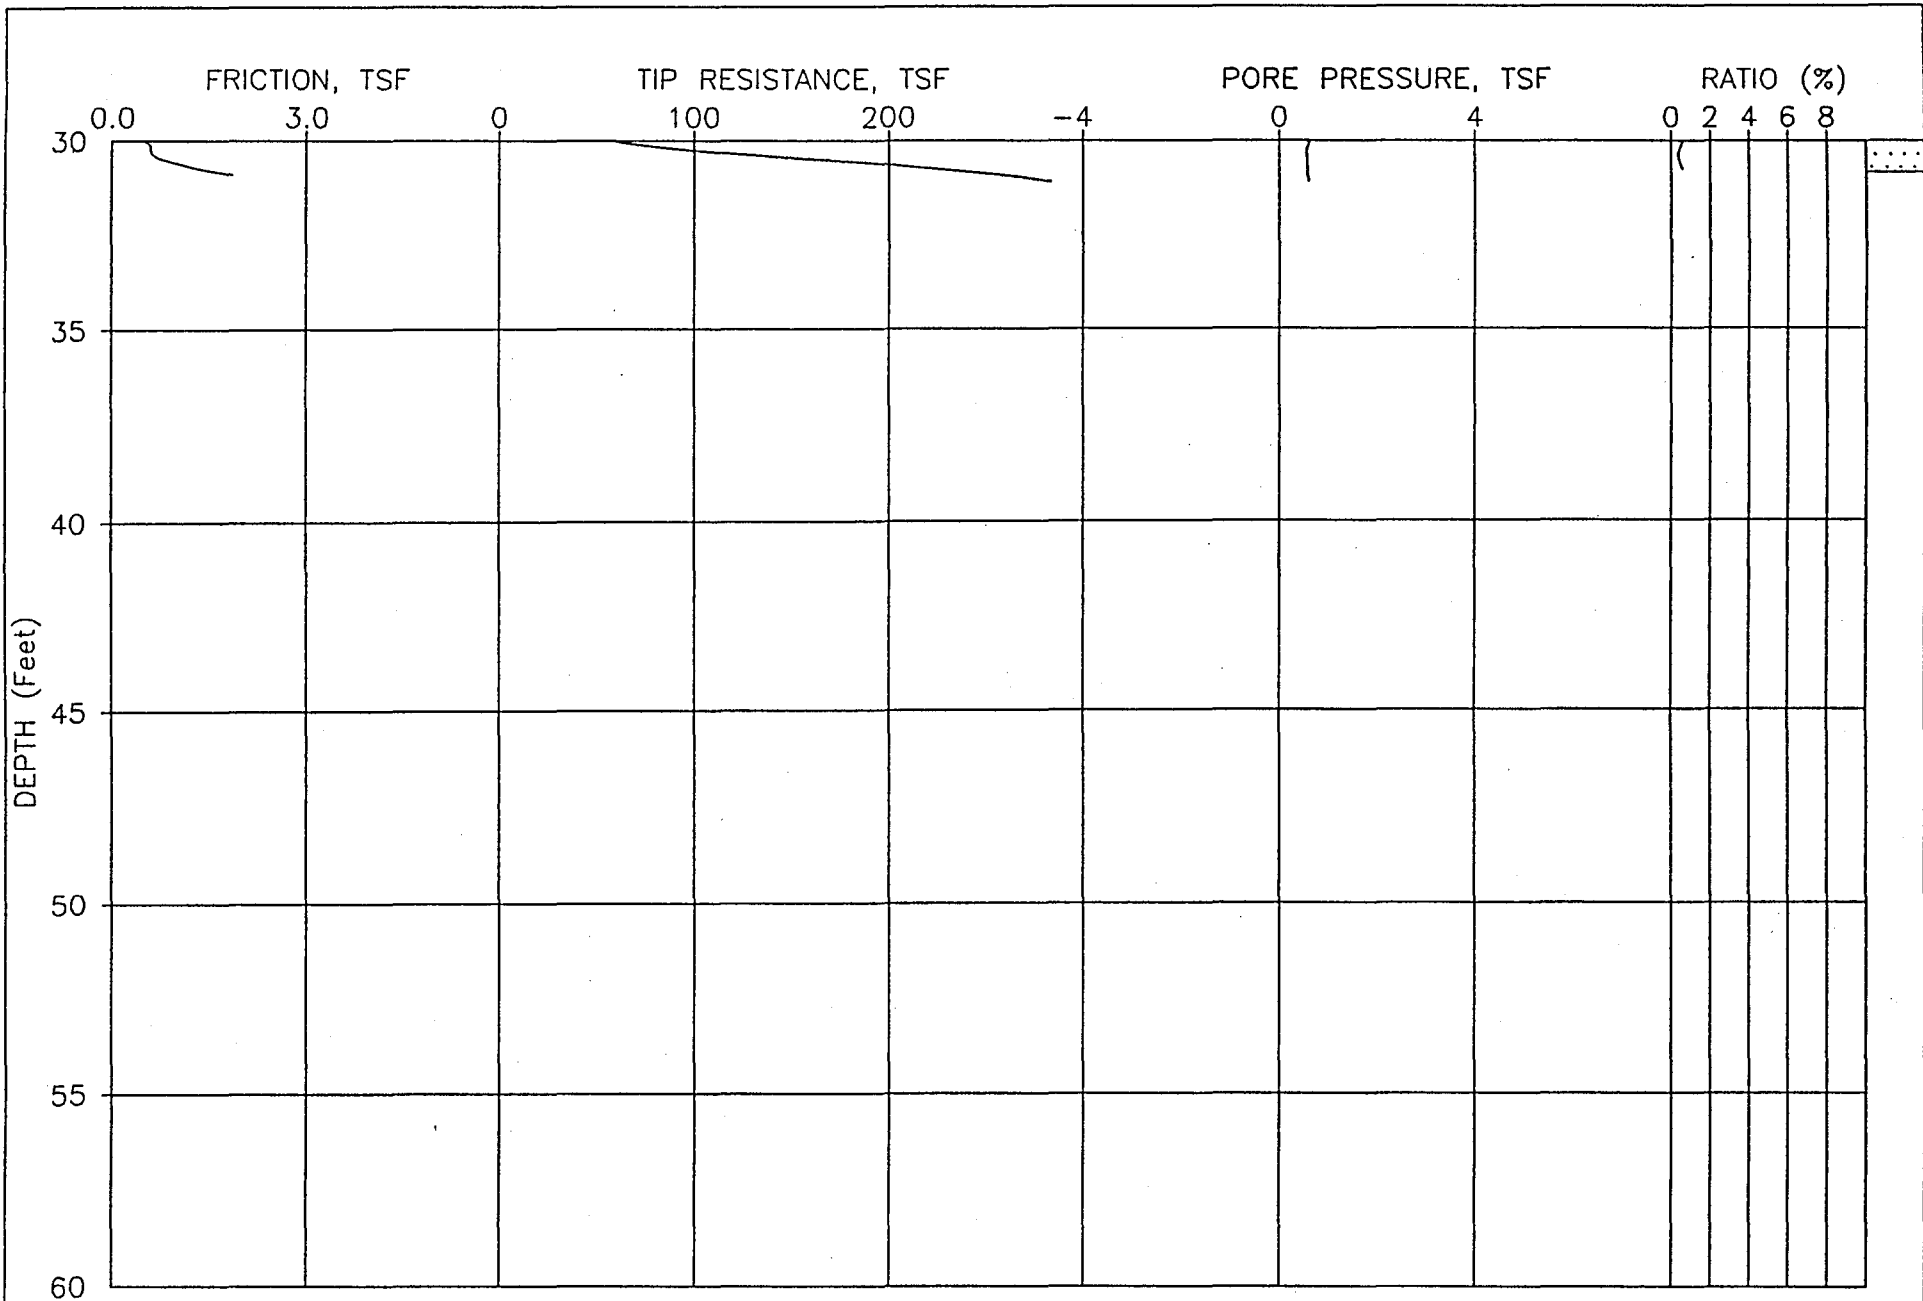 FRICTION, TSF TIP RESISTANCE, TSF PORE PRESSURE, TSF RATIO (%)
0.0 3.0 0 100 200 -4 0 4 0 2 4 6 8
30
35
40
45
50
55
60
DEPTH (Feet)